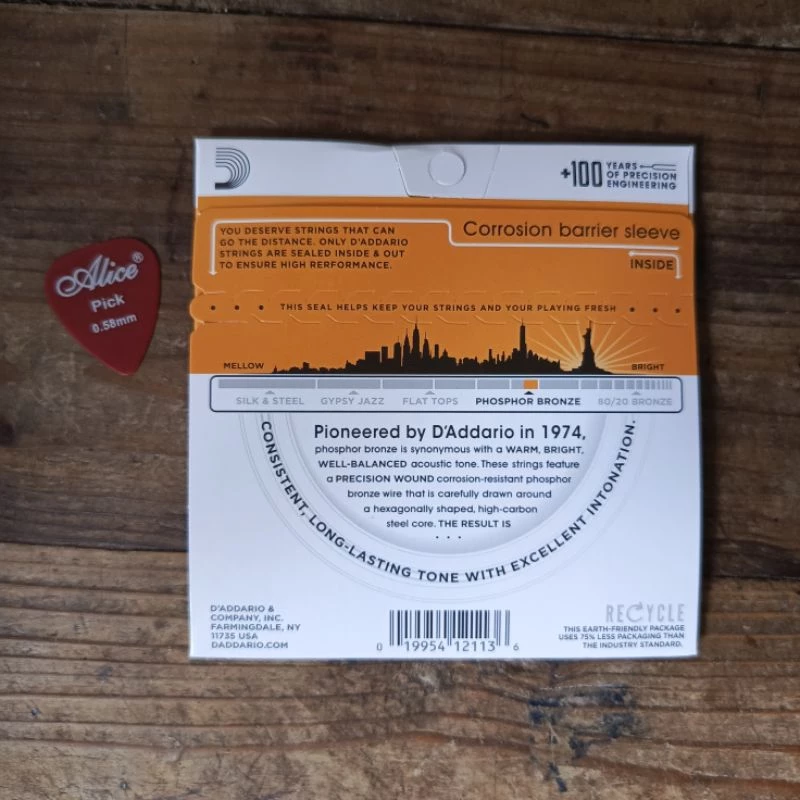 +100 YEARS
OF PRECISION
ENGINEERING
YOU DESERVE STRINGS THAT CAN
GO THE DISTANCE. ONLY D'ADDARIO
STRINGS ARE SEALED INSIDE & OUT
TO ENSURE HIGH RERFORMANCE.
Corrosion barrier sleeve
INSIDE
Alice®
Pick
0.58mm
THIS SEAL HELPS KEEP YOUR STRINGS AND YOUR PLAYING FRESH
MELLOW
BRIGHT
SILK & STEEL
GYPSY JAZZ
FLAT TOPS
PHOSPHOR BRONZE
80/20 BRONZE
Pioneered by D'Addario in 1974,
phosphor bronze is synonymous with a WARM, BRIGHT,
WELL-BALANCED acoustic tone. These strings feature
a PRECISION WOUND corrosion-resistant phosphor
bronze wire that is carefully drawn around
a hexagonally shaped, high-carbon
steel core. THE RESULT IS
. . .
CONSISTENT, LONG-LASTING TONE WITH EXCELLENT INTONATION.
D'ADDARIO &
COMPANY, INC.
FARMINGDALE, NY
11735 USA
DADDARIO.COM
0 19954 12113 6
RECYCLE
THIS EARTH-FRIENDLY PACKAGE
USES 75% LESS PACKAGING THAN
THE INDUSTRY STANDARD.